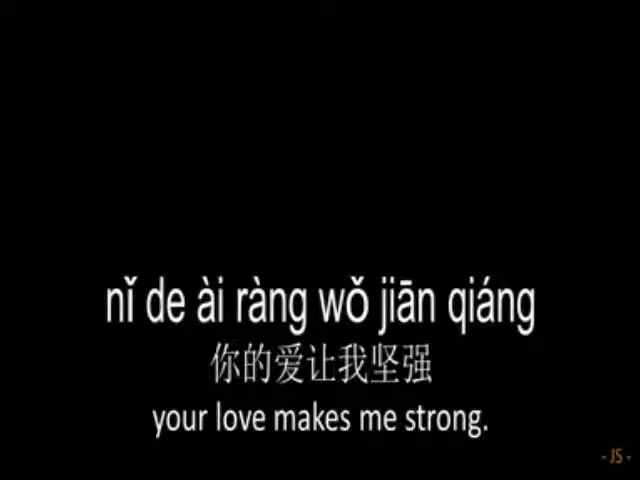 nǐ de ài ràng wǒ jiān qiáng
你的爱让我坚强
your love makes me strong.
- JS -